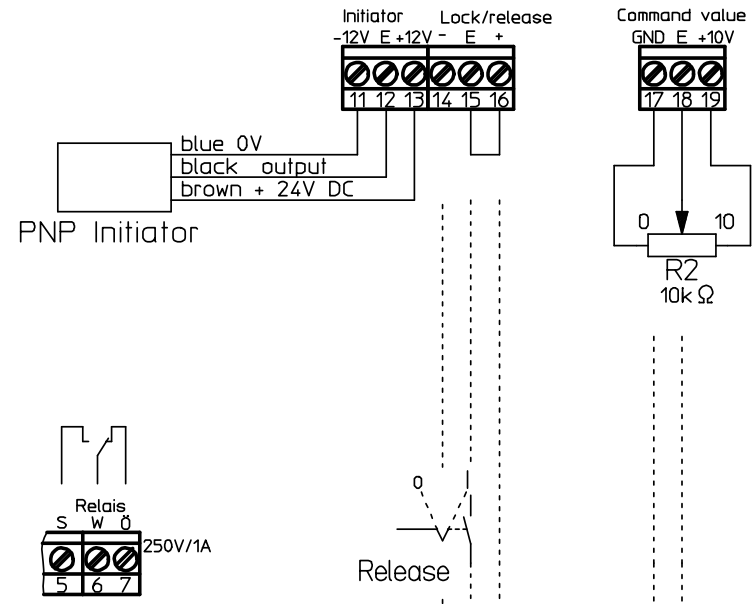 Initiator Lock/release Command value
-12V E +12V - E + GND E +10V
11 12 13 14 15 16 17 18 19
blue 0V
black output
brown + 24V DC
PNP Initiator
0 10
R2
10k Ω
0 I
Relais
S W Ö
250V/1A
5 6 7
Release